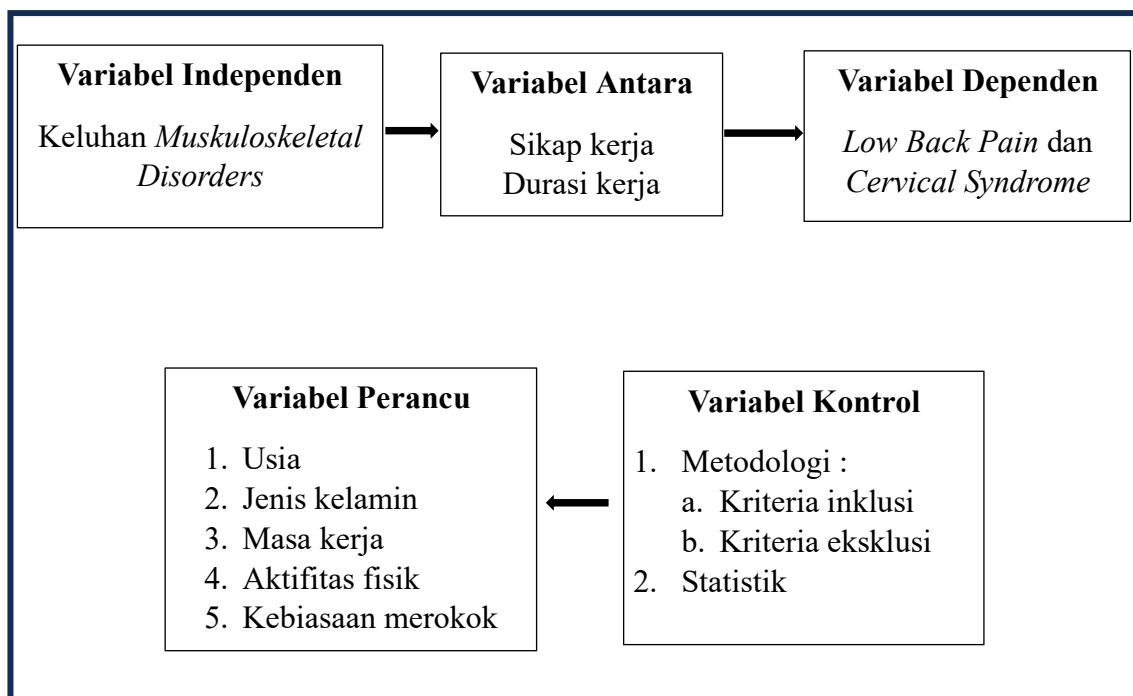 Variabel Independen
Keluhan Muskuloskeletal
Disorders
Variabel Antara
Sikap kerja
Durasi kerja
Variabel Dependen
Low Back Pain dan
Cervical Syndrome
Variabel Perancu
1. Usia
2. Jenis kelamin
3. Masa kerja
4. Aktifitas fisik
5. Kebiasaan merokok
Variabel Kontrol
1. Metodologi :
a. Kriteria inklusi
b. Kriteria eksklusi
2. Statistik